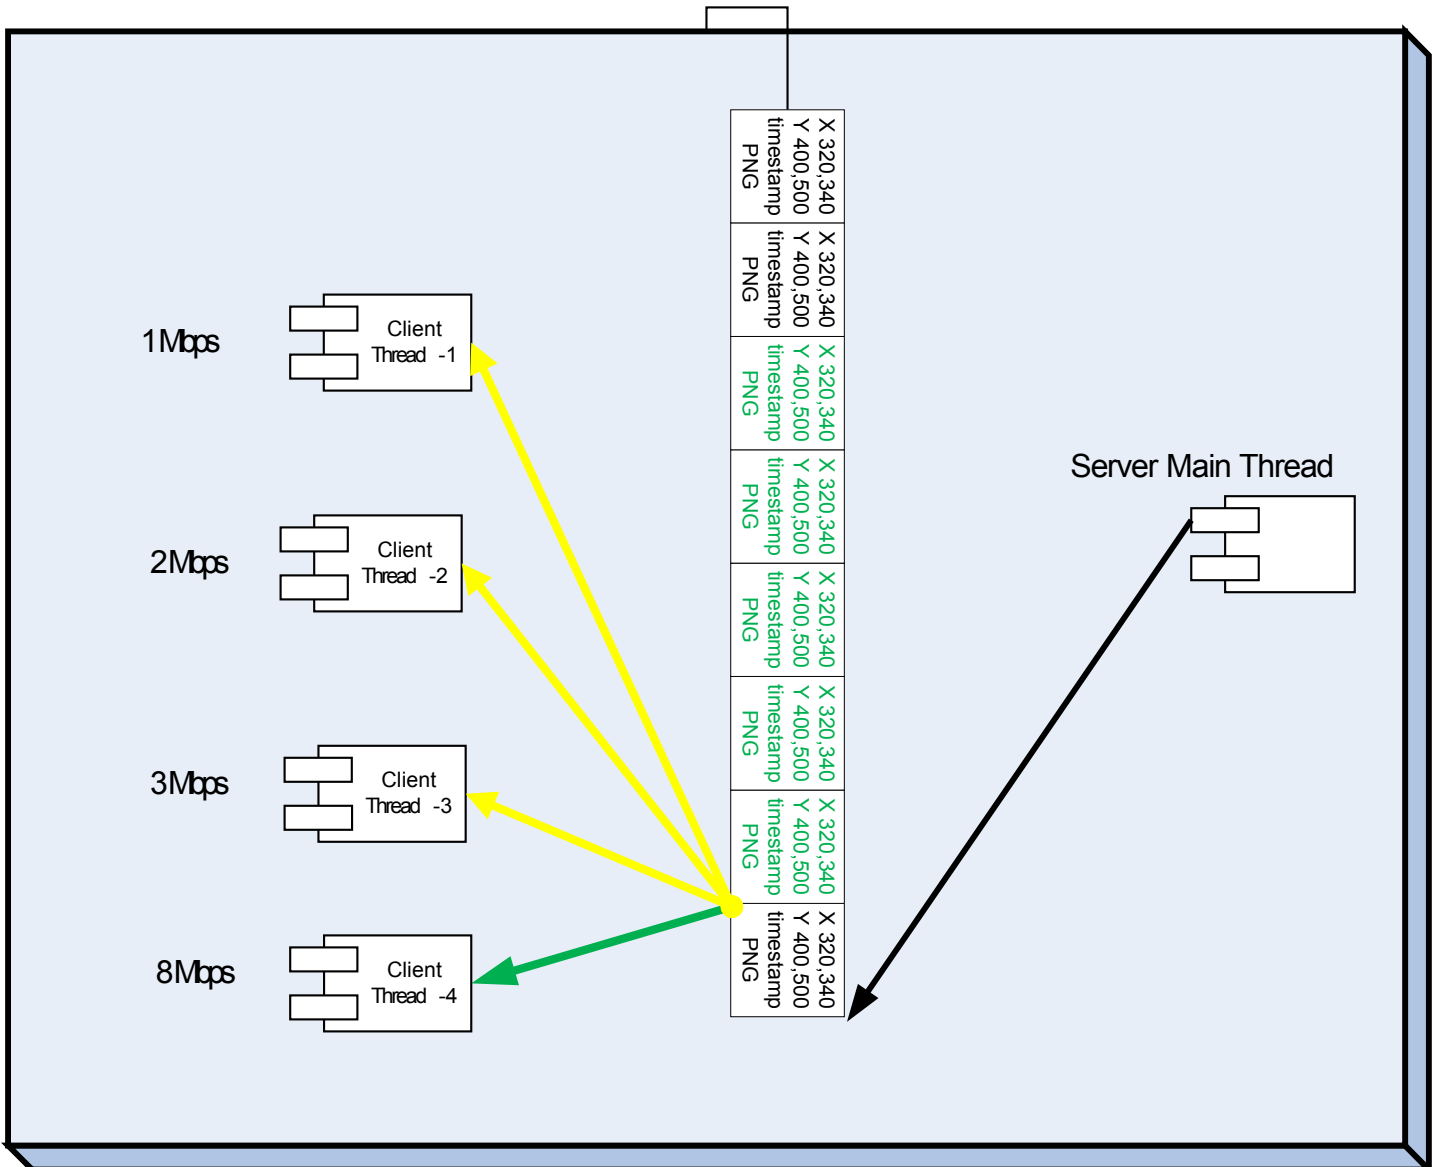 1Mbps
Client
Thread -1
2Mbps
Client
Thread -2
3Mbps
Client
Thread -3
8Mbps
Client
Thread -4
X 320,340
Y 400,500
timestamp
PNG
X 320,340
Y 400,500
timestamp
PNG
X 320,340
Y 400,500
timestamp
PNG
X 320,340
Y 400,500
timestamp
PNG
X 320,340
Y 400,500
timestamp
PNG
X 320,340
Y 400,500
timestamp
PNG
X 320,340
Y 400,500
timestamp
PNG
X 320,340
Y 400,500
timestamp
PNG
Server Main Thread